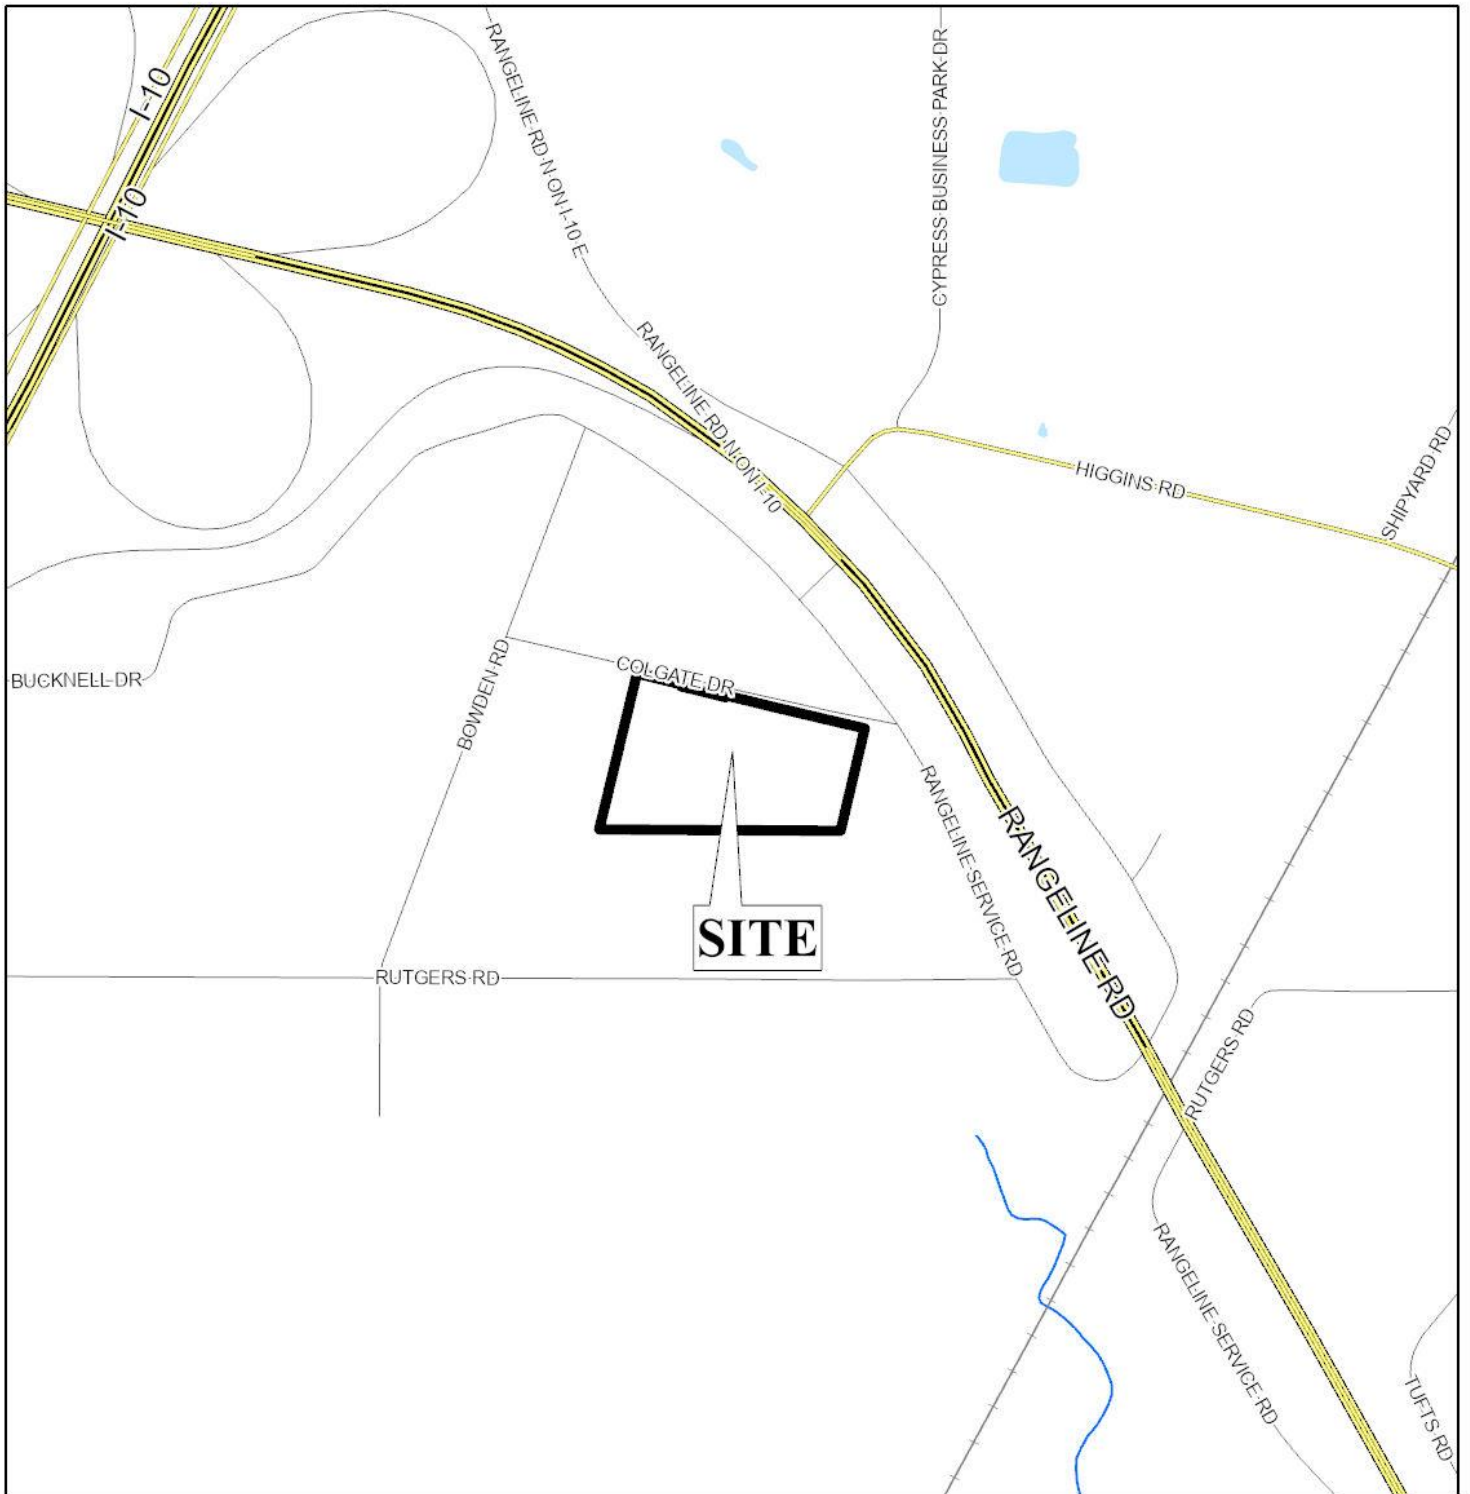 I-10
I-10
RANGELINE RD N ON I-10 E
CYPRESS BUSINESS PARK DR
RANGELINE RD N ON I-10
HIGGINS RD
SHIPYARD RD
BUCKNELL DR
BOWDEN RD
COLGATE DR
RANGELINE SERVICE RD
RANGELINE RD
SITE
RUTGERS RD
RUTGERS RD
RANGELINE SERVICE RD
TUFTS RD